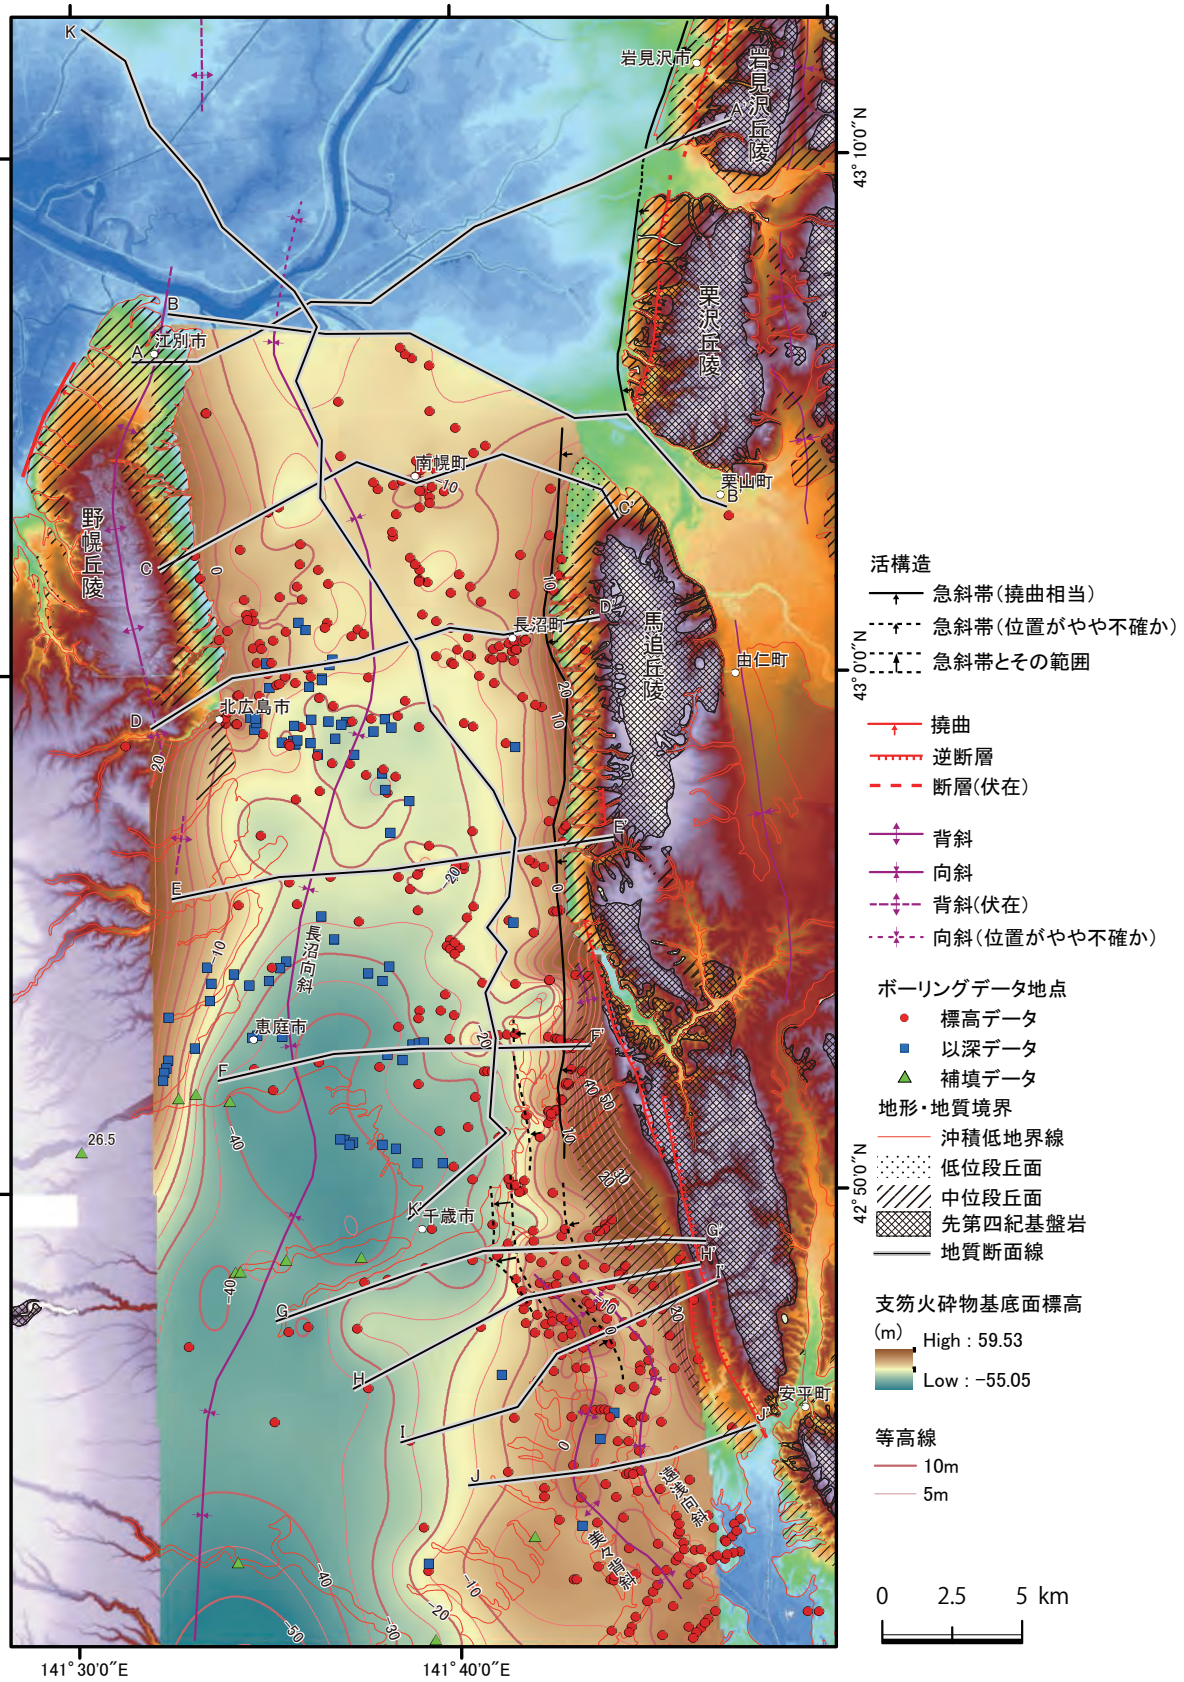 K
岩見沢市
岩見沢丘陵
A'
43°10'0"N
栗沢丘陵
B
江別市
A
南幌町
-10
栗山町
B'
C'
野幌丘陵
C
0
10
D'
長沼町
馬追丘陵
由仁町
43°0'0"N
20
10
北広島市
D
20
E'
E
-20
0
-10
長沼向斜
恵庭市
-20
F'
F
40
50
26.5
-40
10
30
20
K'
千歳市
42°50'0"N
G'
H'
I'
-40
G
-10
0
20
H
安平町
J'
I
0
J
遠浅向斜
美々背斜
-40
-10
-20
-30
-50
141°30'0"E
141°40'0"E
活構造
急斜帯(撓曲相当)
急斜帯(位置がやや不確か)
急斜帯とその範囲
撓曲
逆断層
断層(伏在)
背斜
向斜
背斜(伏在)
向斜(位置がやや不確か)
ボーリングデータ地点
標高データ
以深データ
補填データ
地形・地質境界
沖積低地界線
低位段丘面
中位段丘面
先第四紀基盤岩
地質断面線
支笏火砕物基底面標高
(m)
High : 59.53
Low : -55.05
等高線
10m
5m
0 2.5 5 km